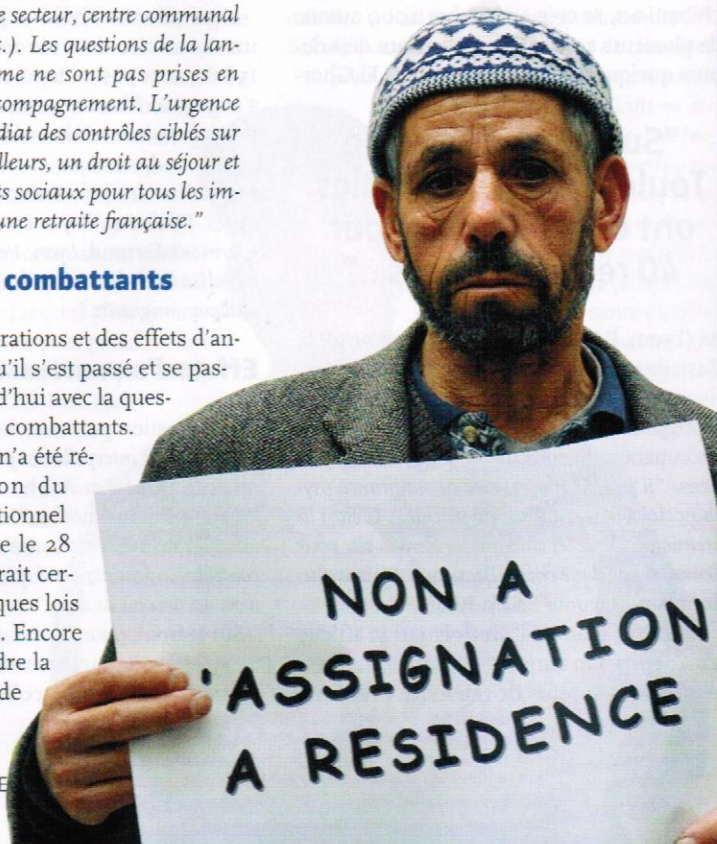 e secteur, centre communal
s.). Les questions de la lan-
me ne sont pas prises en
compagnement. L'urgence
diat des contrôles ciblés sur
illeurs, un droit au séjour et
ts sociaux pour tous les im-
une retraite française."
combattants
rations et des effets d'an-
u'il s'est passé et se pas-
d'hui avec la ques-
combattants.
n'a été ré-
on du
tionnel
e le 28
rait cer-
ques lois
. Encore
dre la
de
E
NON A
'ASSIGNATION
A RESIDENCE